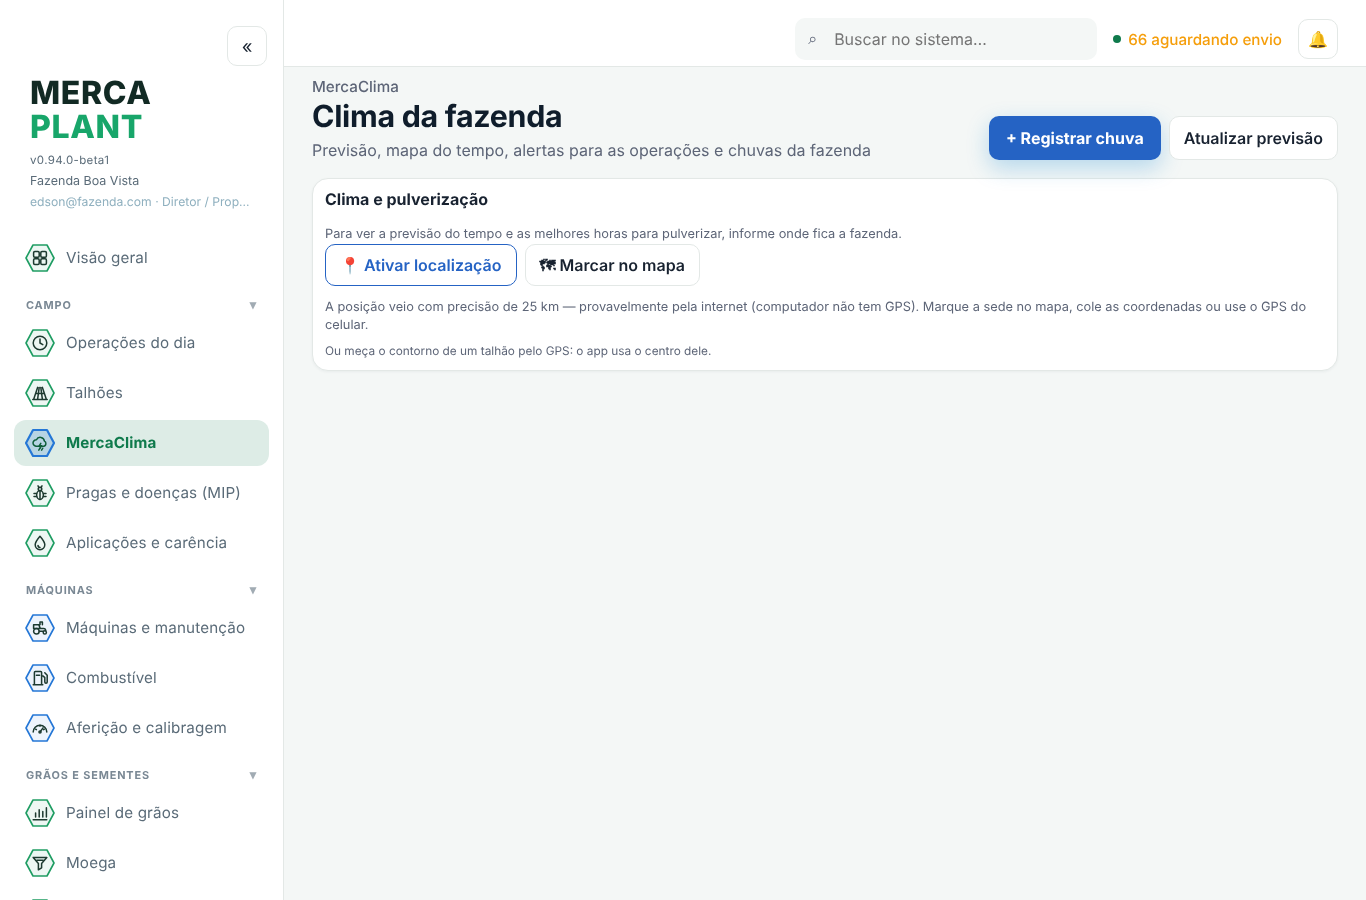 «
Buscar no sistema...
66 aguardando envio
MERCA
PLANT
v0.94.0-beta1
Fazenda Boa Vista
edson@fazenda.com · Diretor / Prop...
Visão geral
CAMPO
Operações do dia
Talhões
MercaClima
Pragas e doenças (MIP)
Aplicações e carência
MÁQUINAS
Máquinas e manutenção
Combustível
Aferição e calibragem
GRÃOS E SEMENTES
Painel de grãos
Moega
MercaClima
Clima da fazenda
Previsão, mapa do tempo, alertas para as operações e chuvas da fazenda
+ Registrar chuva
Atualizar previsão
Clima e pulverização
Para ver a previsão do tempo e as melhores horas para pulverizar, informe onde fica a fazenda.
Ativar localização
Marcar no mapa
A posição veio com precisão de 25 km — provavelmente pela internet (computador não tem GPS). Marque a sede no mapa, cole as coordenadas ou use o GPS do
celular.
Ou meça o contorno de um talhão pelo GPS: o app usa o centro dele.